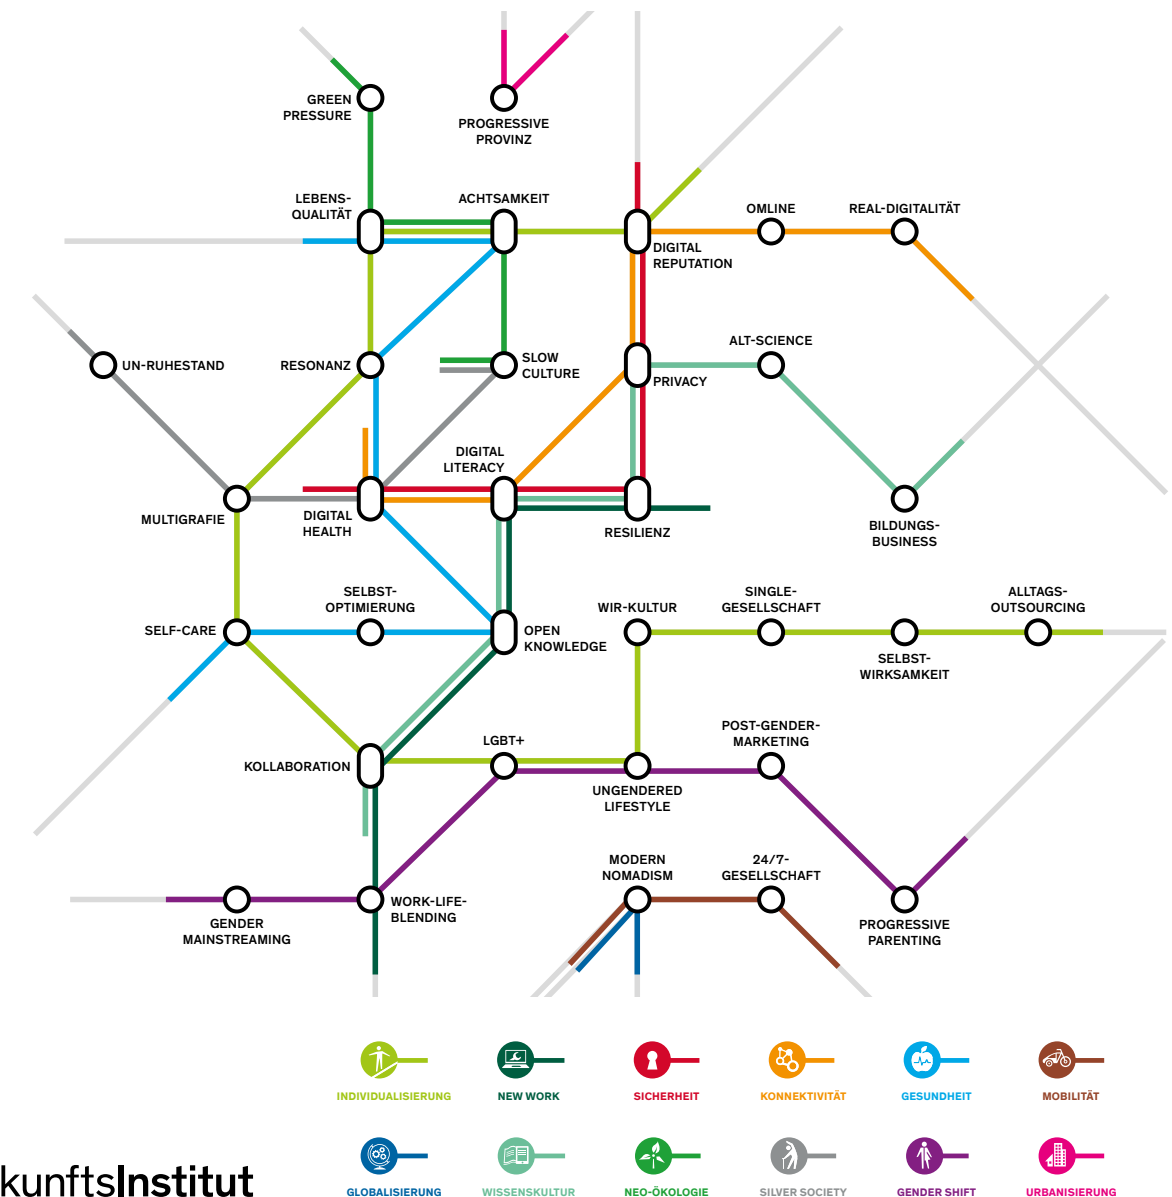 GREEN
PRESSURE
PROGRESSIVE
PROVINZ
LEBENS-
QUALITÄT
ACHTSAMKEIT
DIGITAL
REPUTATION
OMLINE
REAL-DIGITALITÄT
UN-RUHESTAND
RESONANZ
SLOW
CULTURE
PRIVACY
ALT-SCIENCE
MULTIGRAFIE
DIGITAL
HEALTH
DIGITAL
LITERACY
RESILIENZ
BILDUNGS-
BUSINESS
SELF-CARE
SELBST-
OPTIMIERUNG
OPEN
KNOWLEDGE
WIR-KULTUR
SINGLE-
GESELLSCHAFT
SELBST-
WIRKSAMKEIT
ALLTAGS-
OUTSOURCING
KOLLABORATION
LGBT+
UNGENDERED
LIFESTYLE
POST-GENDER-
MARKETING
GENDER
MAINSTREAMING
WORK-LIFE-
BLENDING
MODERN
NOMADISM
24/7-
GESELLSCHAFT
PROGRESSIVE
PARENTING
INDIVIDUALISIERUNG
NEW WORK
SICHERHEIT
KONNEKTIVITÄT
GESUNDHEIT
MOBILITÄT
kunftsInstitut
GLOBALISIERUNG
WISSENSKULTUR
NEO-ÖKOLOGIE
SILVER SOCIETY
GENDER SHIFT
URBANISIERUNG